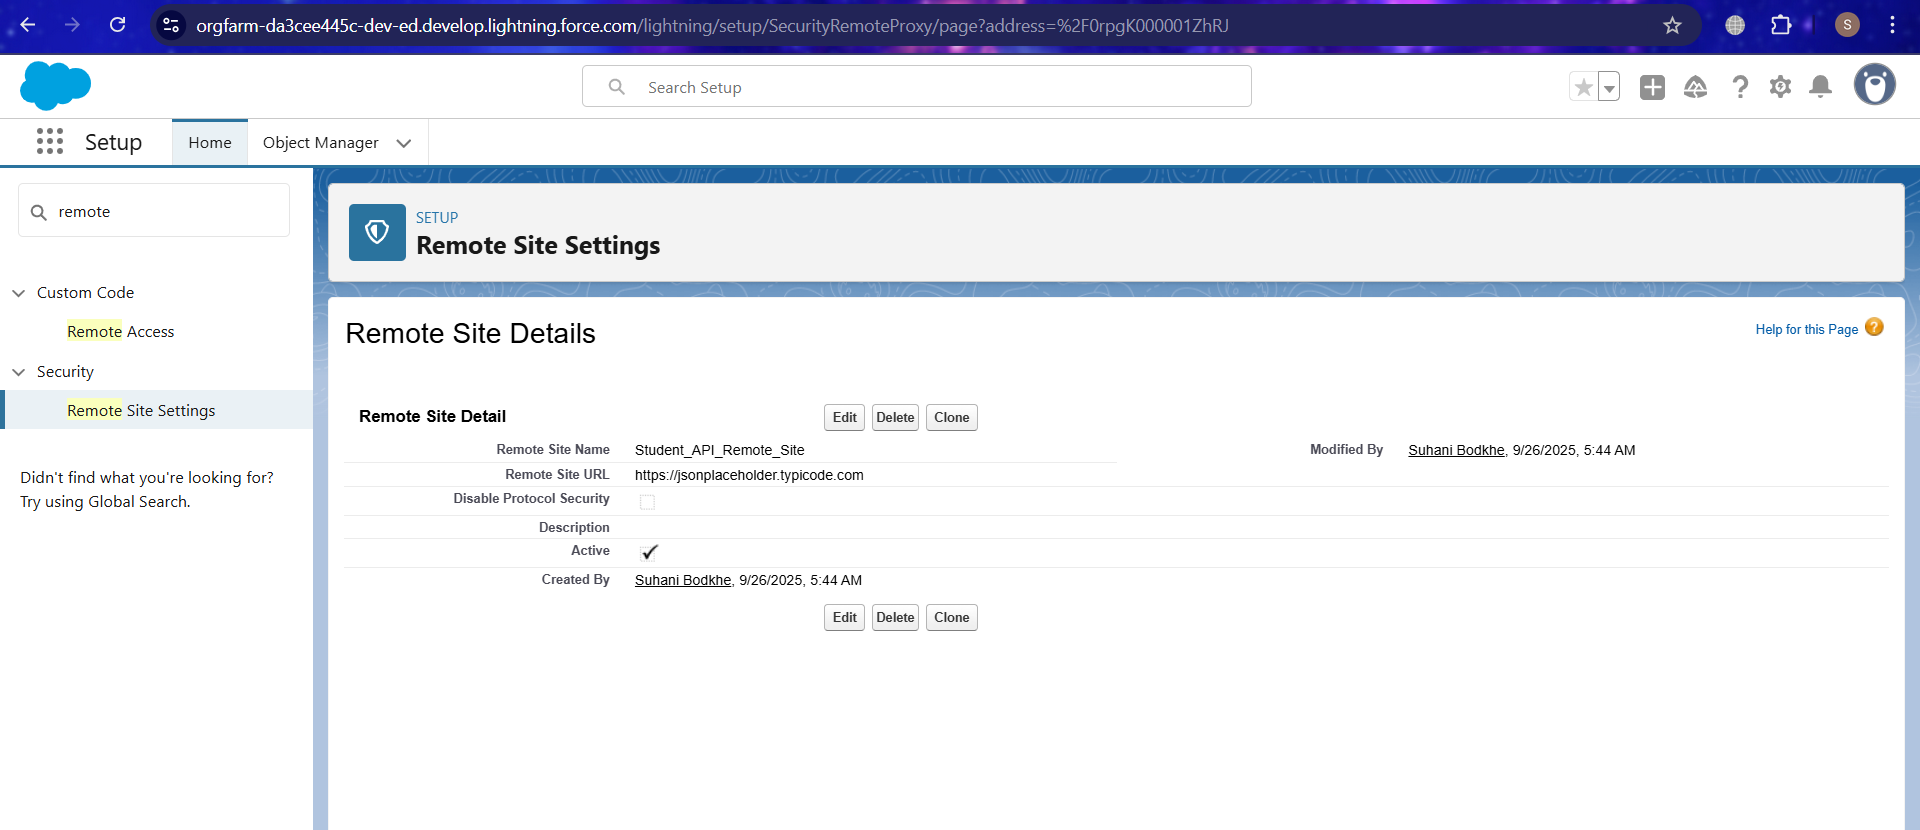 orgfarm-da3cee445c-dev-ed.develop.lightning.force.com/lightning/setup/SecurityRemoteProxy/page?address=%2F0rpgK000001ZhRJ
S
Search Setup
Setup
Home
Object Manager
remote
Custom Code
Remote Access
Security
Remote Site Settings
Didn't find what you're looking for?
Try using Global Search.
SETUP
Remote Site Settings
Remote Site Details
Help for this Page ?
Remote Site Detail
Edit Delete Clone
Remote Site Name Student_API_Remote_Site Modified By Suhani Bodkhe, 9/26/2025, 5:44 AM
Remote Site URL https://jsonplaceholder.typicode.com
Disable Protocol Security
Description
Active
Created By Suhani Bodkhe, 9/26/2025, 5:44 AM
Edit Delete Clone